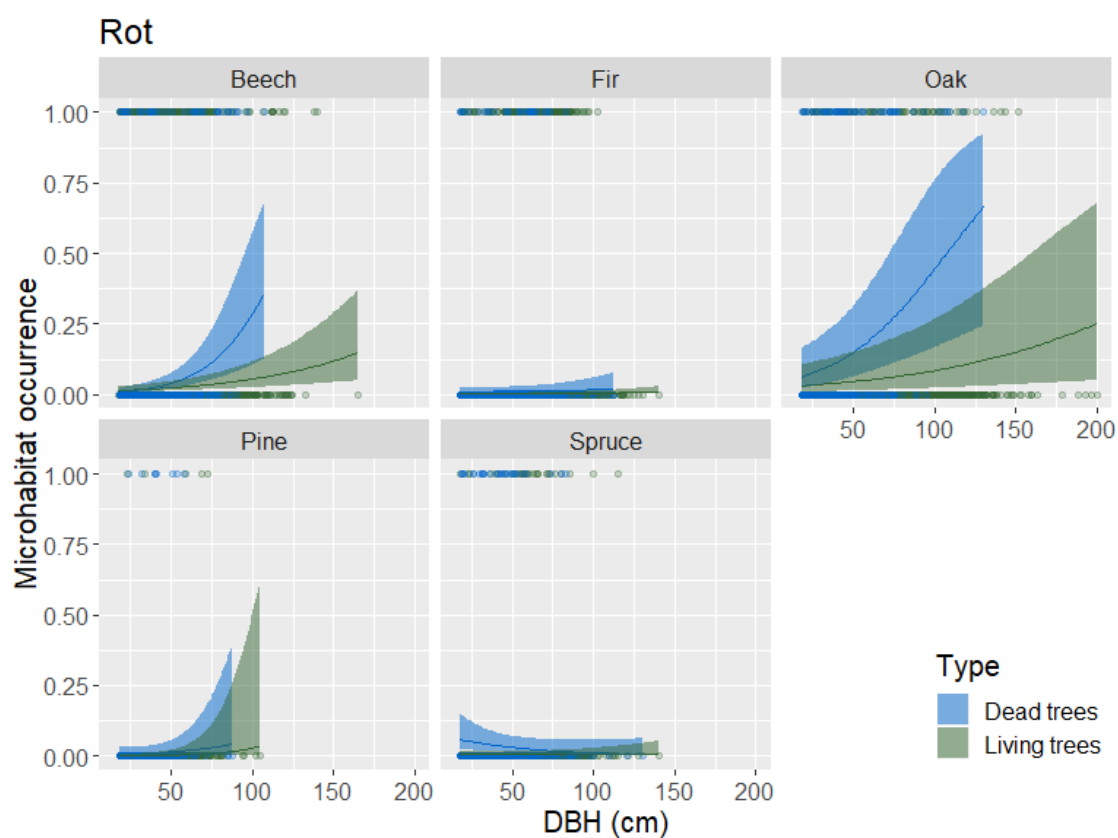 Rot
Beech
Fir
Oak
1.00
0.75
0.50
0.25
0.00
50
100
150
200
Pine
Spruce
1.00
0.75
0.50
0.25
0.00
50
100
150
200
50
100
150
200
Microhabitat occurrence
DBH (cm)
Type
Dead trees
Living trees